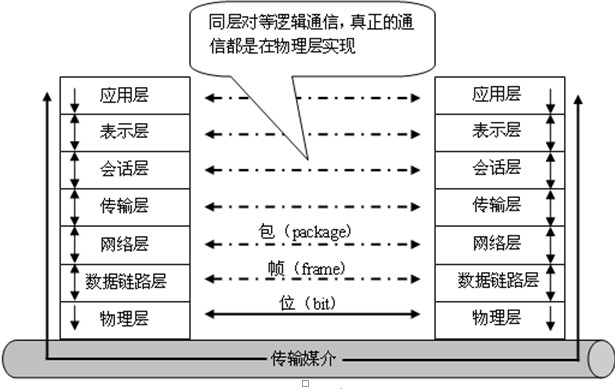 同层对等逻辑通信，真正的通
信都是在物理层实现
应用层 应用层
表示层 表示层
会话层 会话层
传输层 传输层
网络层 包（package） 网络层
数据链路层 帧（frame） 数据链路层
物理层 位（bit） 物理层
传输媒介